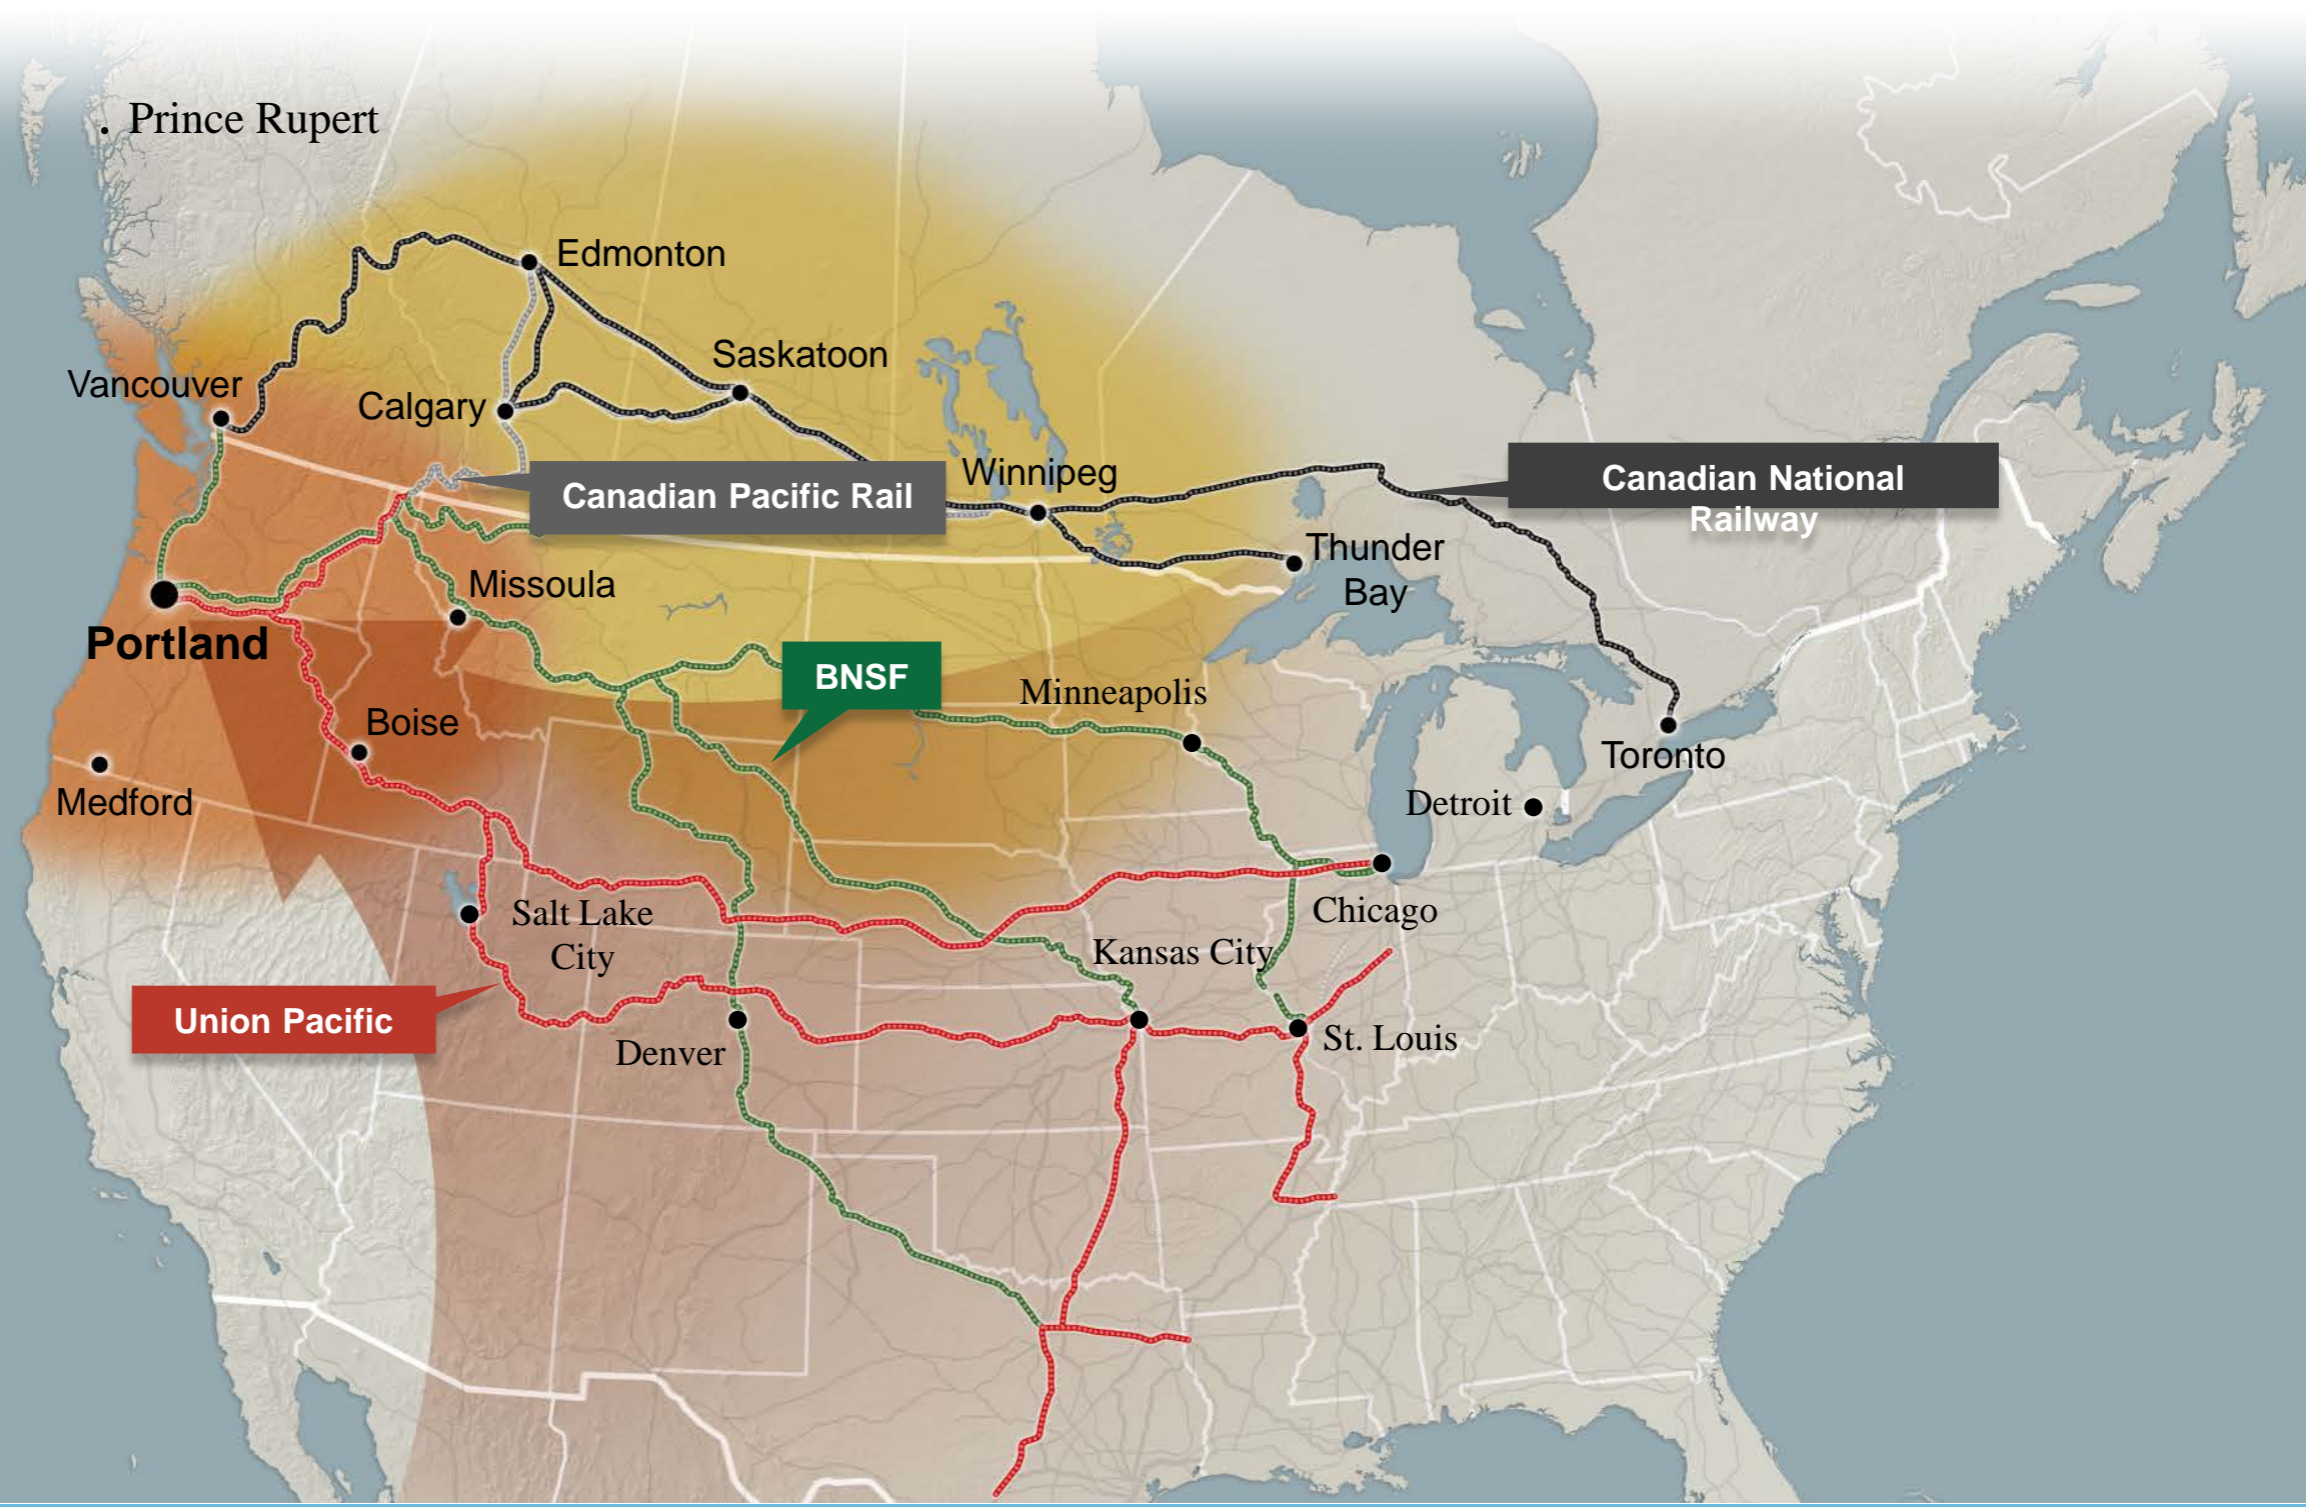 Prince Rupert
Edmonton
Saskatoon
Vancouver
Calgary
Canadian Pacific Rail
Winnipeg
Canadian National
Railway
Thunder
Bay
Missoula
Portland
BNSF
Minneapolis
Boise
Toronto
Medford
Detroit
Salt Lake
City
Chicago
Kansas City
Union Pacific
Denver
St. Louis